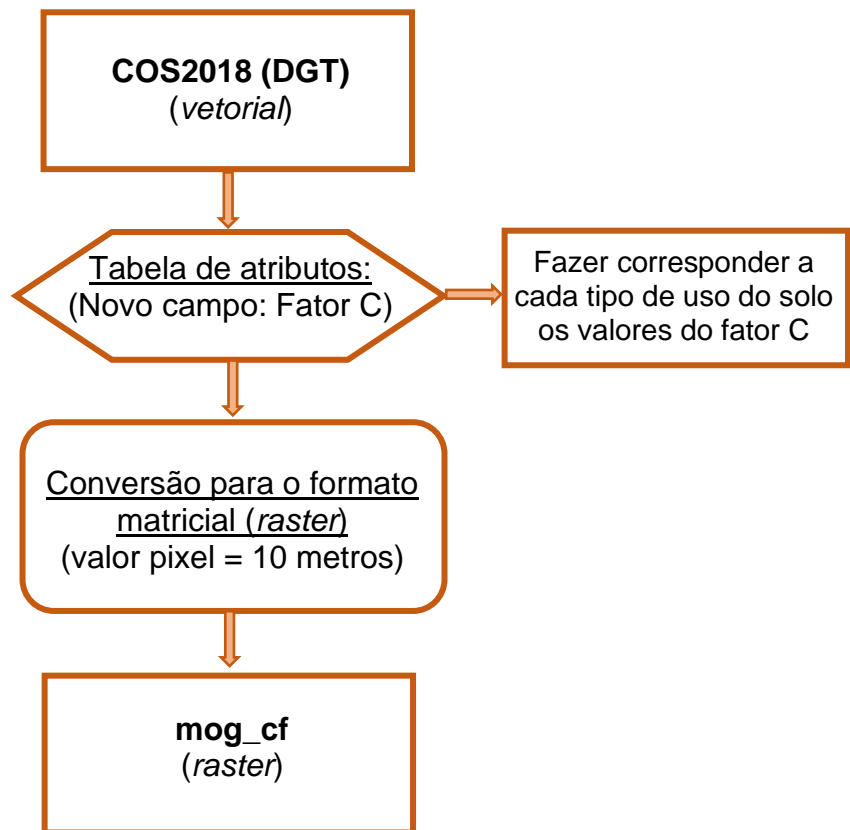 COS2018 (DGT)
(vetorial)
Tabela de atributos:
(Novo campo: Fator C)
Fazer corresponder a
cada tipo de uso do solo
os valores do fator C
Conversão para o formato
matricial (raster)
(valor pixel = 10 metros)
mog_cf
(raster)